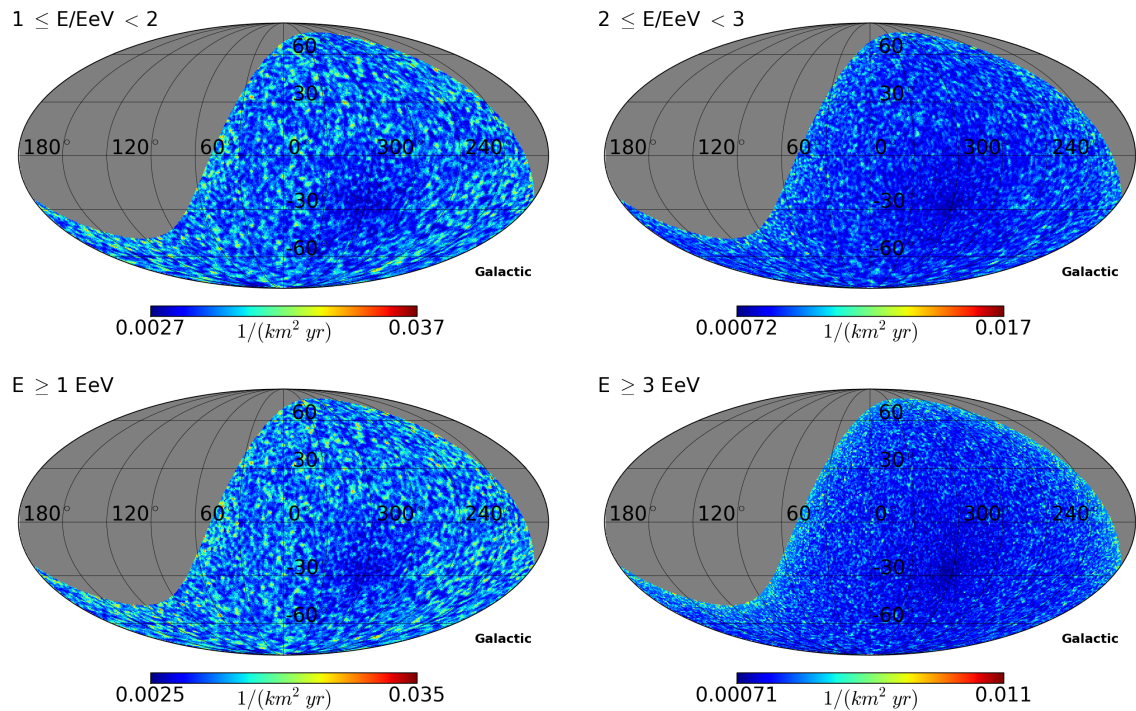 1 ≤ E/EeV < 2
60
30
180° 120° 60 0 300 240
-30
-60
Galactic
0.0027 1/(km² yr) 0.037
2 ≤ E/EeV < 3
60
30
180° 120° 60 0 300 240
-30
-60
Galactic
0.00072 1/(km² yr) 0.017
E ≥ 1 EeV
60
30
180° 120° 60° 0 300 240
-30
-60
Galactic
0.0025 1/(km² yr) 0.035
E ≥ 3 EeV
60
30
180° 120° 60 0 300 240
-30
-60
Galactic
0.00071 1/(km² yr) 0.011